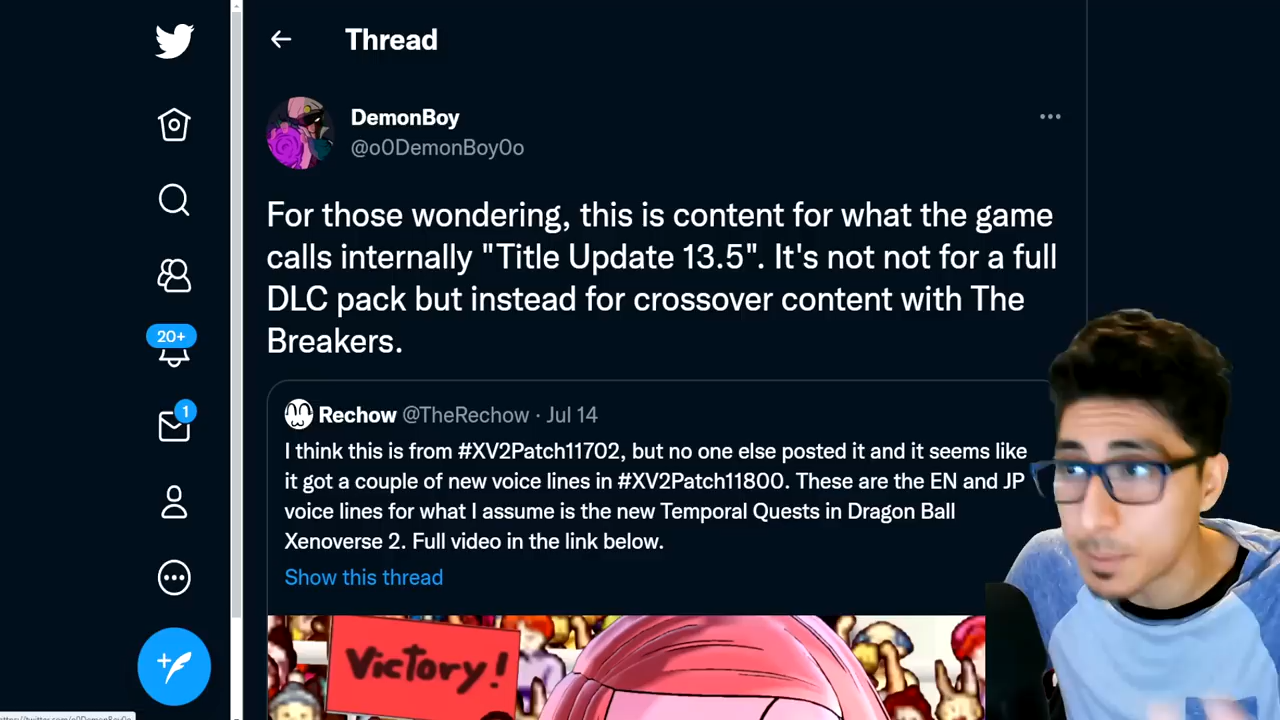 Thread
DemonBoy
@o0DemonBoy0o
For those wondering, this is content for what the game
calls internally "Title Update 13.5". It's not not for a full
DLC pack but instead for crossover content with The
Breakers.
20+
1
Rechow @TheRechow · Jul 14
I think this is from #XV2Patch11702, but no one else posted it and it seems like
it got a couple of new voice lines in #XV2Patch11800. These are the EN and JP
voice lines for what I assume is the new Temporal Quests in Dragon Ball
Xenoverse 2. Full video in the link below.
Show this thread
Victory!
https://twitter.com/o0DemonBoy0o